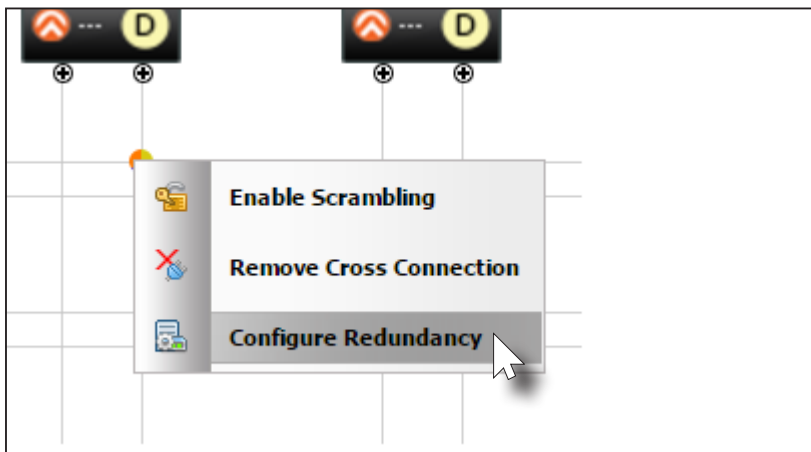 --- D --- D
Enable Scrambling
Remove Cross Connection
Configure Redundancy